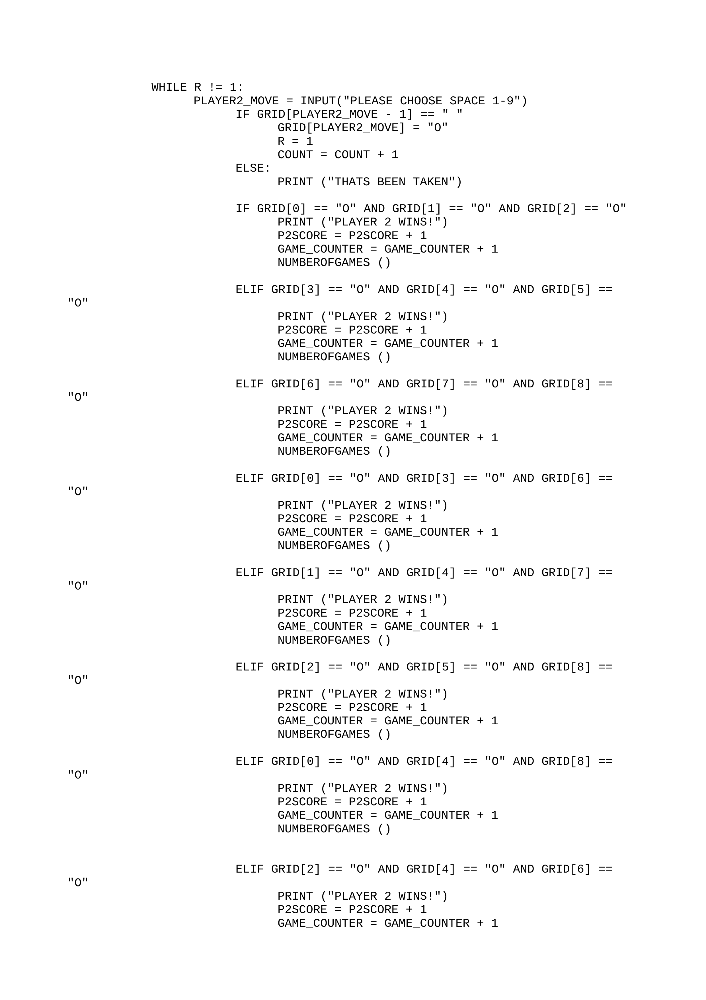 WHILE R != 1:
PLAYER2_MOVE = INPUT("PLEASE CHOOSE SPACE 1-9")
IF GRID[PLAYER2_MOVE - 1] == " "
GRID[PLAYER2_MOVE] = "O"
R = 1
COUNT = COUNT + 1
ELSE:
PRINT ("THATS BEEN TAKEN")
IF GRID[0] == "O" AND GRID[1] == "O" AND GRID[2] == "O"
PRINT ("PLAYER 2 WINS!")
P2SCORE = P2SCORE + 1
GAME_COUNTER = GAME_COUNTER + 1
NUMBEROFGAMES ()
ELIF GRID[3] == "O" AND GRID[4] == "O" AND GRID[5] ==
"O"
PRINT ("PLAYER 2 WINS!")
P2SCORE = P2SCORE + 1
GAME_COUNTER = GAME_COUNTER + 1
NUMBEROFGAMES ()
ELIF GRID[6] == "O" AND GRID[7] == "O" AND GRID[8] ==
"O"
PRINT ("PLAYER 2 WINS!")
P2SCORE = P2SCORE + 1
GAME_COUNTER = GAME_COUNTER + 1
NUMBEROFGAMES ()
ELIF GRID[0] == "O" AND GRID[3] == "O" AND GRID[6] ==
"O"
PRINT ("PLAYER 2 WINS!")
P2SCORE = P2SCORE + 1
GAME_COUNTER = GAME_COUNTER + 1
NUMBEROFGAMES ()
ELIF GRID[1] == "O" AND GRID[4] == "O" AND GRID[7] ==
"O"
PRINT ("PLAYER 2 WINS!")
P2SCORE = P2SCORE + 1
GAME_COUNTER = GAME_COUNTER + 1
NUMBEROFGAMES ()
ELIF GRID[2] == "O" AND GRID[5] == "O" AND GRID[8] ==
"O"
PRINT ("PLAYER 2 WINS!")
P2SCORE = P2SCORE + 1
GAME_COUNTER = GAME_COUNTER + 1
NUMBEROFGAMES ()
ELIF GRID[0] == "O" AND GRID[4] == "O" AND GRID[8] ==
"O"
PRINT ("PLAYER 2 WINS!")
P2SCORE = P2SCORE + 1
GAME_COUNTER = GAME_COUNTER + 1
NUMBEROFGAMES ()
ELIF GRID[2] == "O" AND GRID[4] == "O" AND GRID[6] ==
"O"
PRINT ("PLAYER 2 WINS!")
P2SCORE = P2SCORE + 1
GAME_COUNTER = GAME_COUNTER + 1